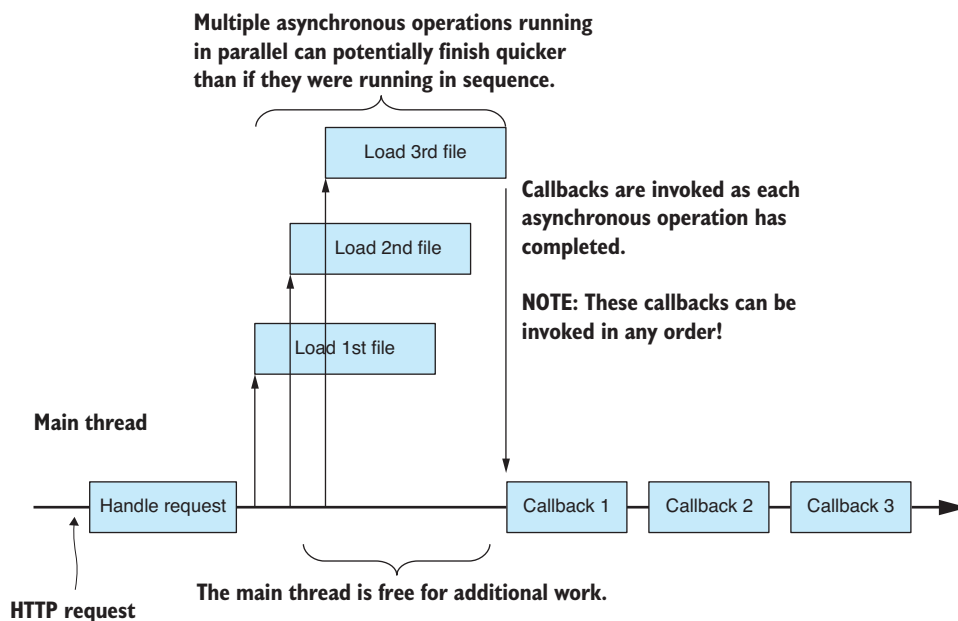 Multiple asynchronous operations running
in parallel can potentially finish quicker
than if they were running in sequence.
Load 3rd file
Callbacks are invoked as each
asynchronous operation has
completed.
Load 2nd file
NOTE: These callbacks can be
invoked in any order!
Load 1st file
Main thread
Handle request
Callback 1
Callback 2
Callback 3
The main thread is free for additional work.
HTTP request